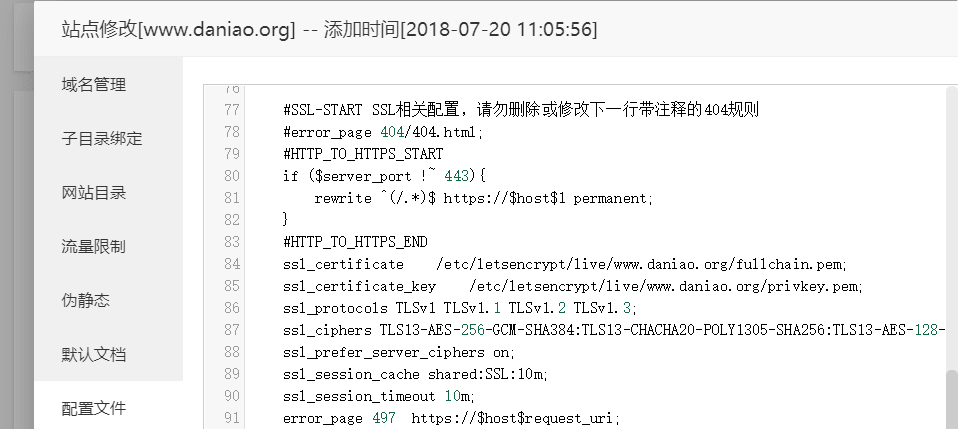 站点修改[www.daniao.org] -- 添加时间[2018-07-20 11:05:56]
域名管理
子目录绑定
网站目录
流量限制
伪静态
默认文档
配置文件
76
77 #SSL-START SSL相关配置，请勿删除或修改下一行带注释的404规则
78 #error_page 404/404.html;
79 #HTTP_TO_HTTPS_START
80 if ($server_port !~ 443){
81 rewrite ^(/.*)$ https://$host$1 permanent;
82 }
83 #HTTP_TO_HTTPS_END
84 ssl_certificate /etc/letsencrypt/live/www.daniao.org/fullchain.pem;
85 ssl_certificate_key /etc/letsencrypt/live/www.daniao.org/privkey.pem;
86 ssl_protocols TLSv1 TLSv1.1 TLSv1.2 TLSv1.3;
87 ssl_ciphers TLS13-AES-256-GCM-SHA384:TLS13-CHACHA20-POLY1305-SHA256:TLS13-AES-128-
88 ssl_prefer_server_ciphers on;
89 ssl_session_cache shared:SSL:10m;
90 ssl_session_timeout 10m;
91 error_page 497 https://$host$request_uri;